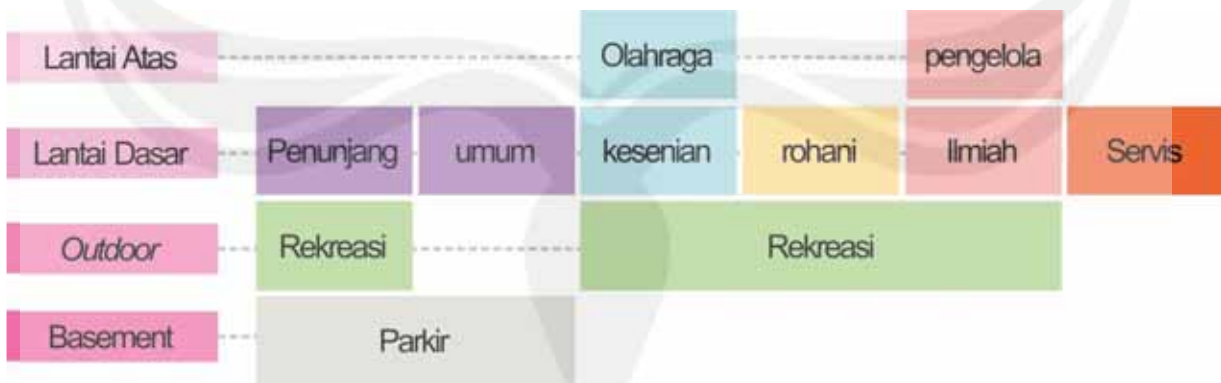 Lantai Atas Olahraga pengelola
Lantai Dasar Penunjang umum kesenian rohani Ilmiah Servis
Outdoor Rekreasi Rekreasi
Basement Parkir